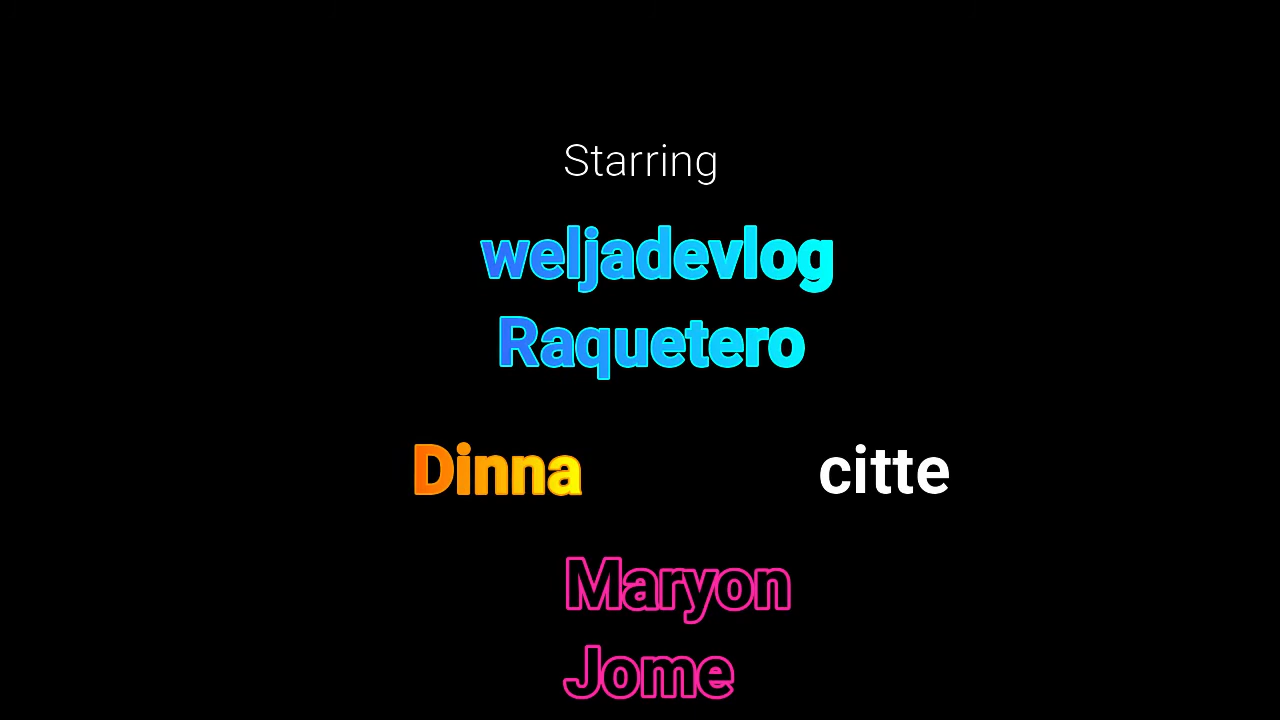 Starring
weljadevlog
Raquetero
Dinna citte
Maryon
Jome